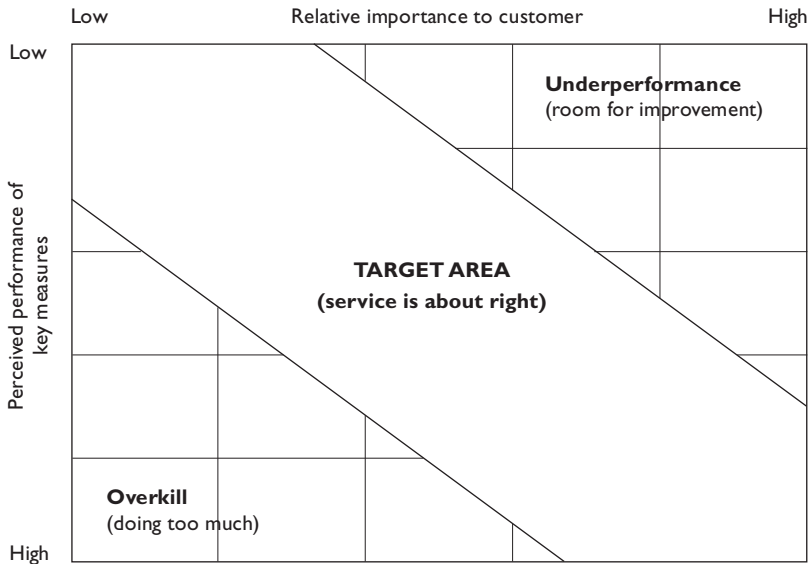 Low Relative importance to customer High
Low
Underperformance
(room for improvement)
Perceived performance of
key measures
TARGET AREA
(service is about right)
Overkill
(doing too much)
High